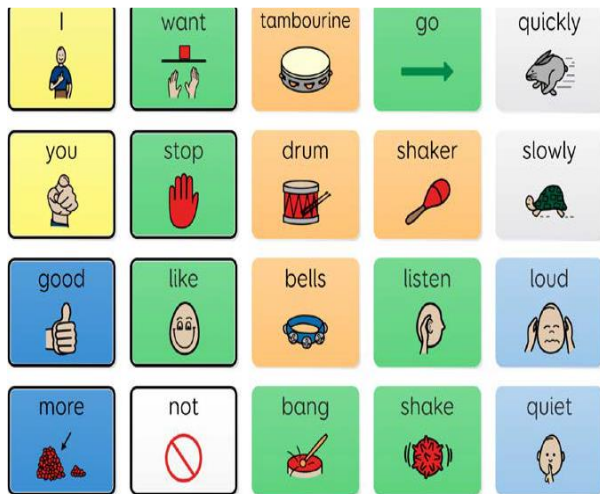 I want tambourine go quickly
you stop drum shaker slowly
good like bells listen loud
more not bang shake quiet